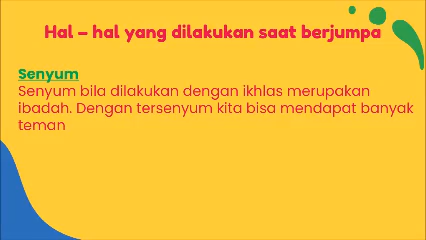 Hal – hal yang dilakukan saat berjumpa
Senyum
Senyum bila dilakukan dengan ikhlas merupakan
ibadah. Dengan tersenyum kita bisa mendapat banyak
teman